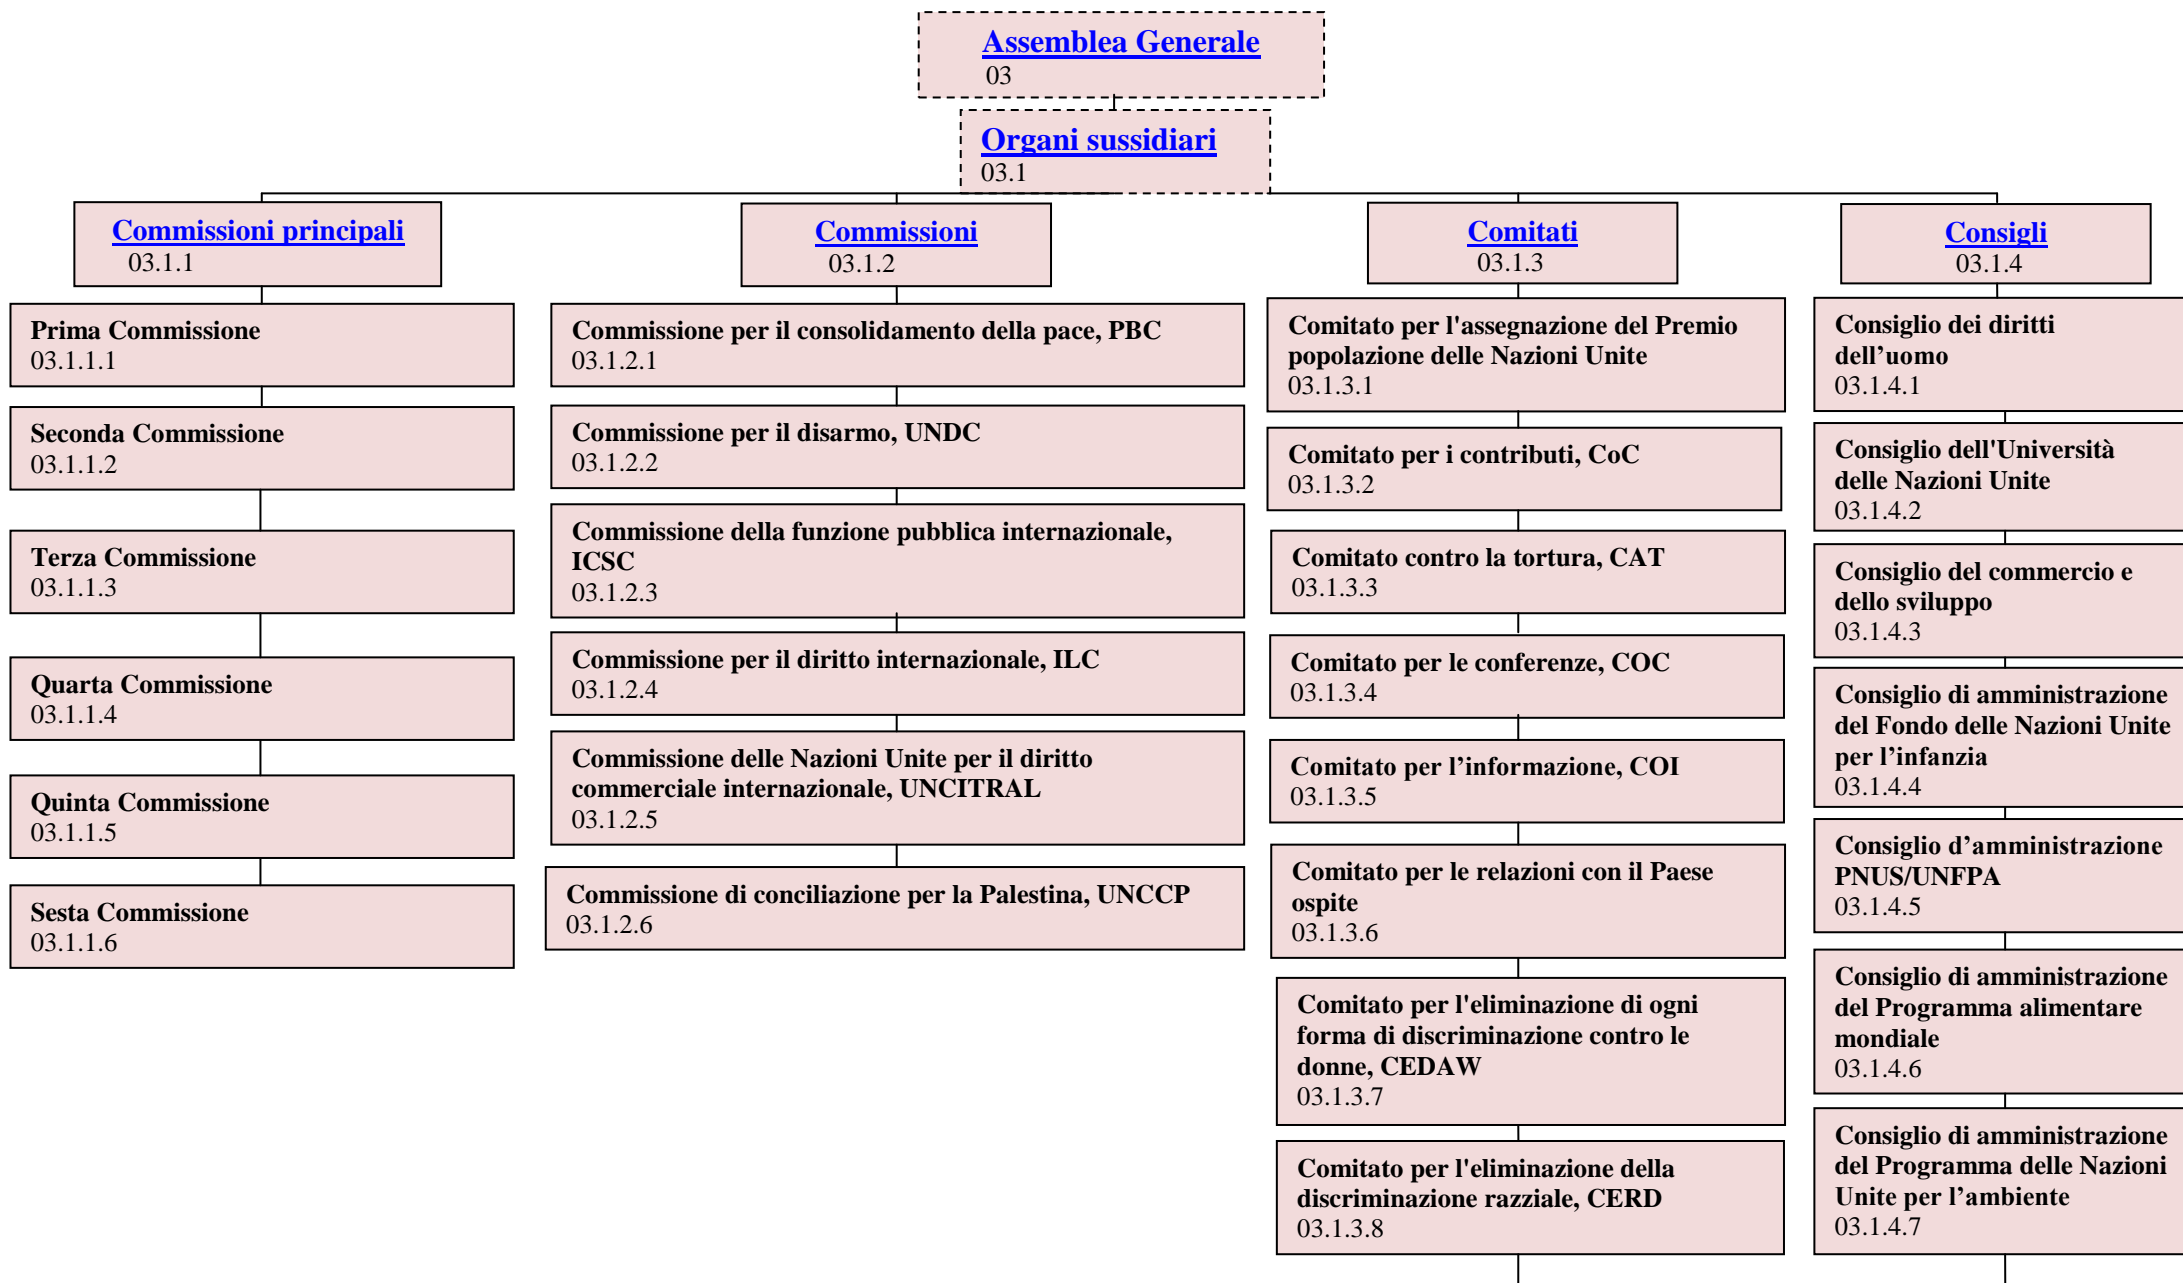 Assemblea Generale
03
Organi sussidiari
03.1
Commissioni principali
03.1.1
Prima Commissione
03.1.1.1
Seconda Commissione
03.1.1.2
Terza Commissione
03.1.1.3
Quarta Commissione
03.1.1.4
Quinta Commissione
03.1.1.5
Sesta Commissione
03.1.1.6
Commissioni
03.1.2
Commissione per il consolidamento della pace, PBC
03.1.2.1
Commissione per il disarmo, UNDC
03.1.2.2
Commissione della funzione pubblica internazionale,
ICSC
03.1.2.3
Commissione per il diritto internazionale, ILC
03.1.2.4
Commissione delle Nazioni Unite per il diritto
commerciale internazionale, UNCITRAL
03.1.2.5
Commissione di conciliazione per la Palestina, UNCCP
03.1.2.6
Comitati
03.1.3
Comitato per l'assegnazione del Premio
popolazione delle Nazioni Unite
03.1.3.1
Comitato per i contributi, CoC
03.1.3.2
Comitato contro la tortura, CAT
03.1.3.3
Comitato per le conferenze, COC
03.1.3.4
Comitato per l’informazione, COI
03.1.3.5
Comitato per le relazioni con il Paese
ospite
03.1.3.6
Comitato per l'eliminazione di ogni
forma di discriminazione contro le
donne, CEDAW
03.1.3.7
Comitato per l'eliminazione della
discriminazione razziale, CERD
03.1.3.8
Consigli
03.1.4
Consiglio dei diritti
dell’uomo
03.1.4.1
Consiglio dell'Università
delle Nazioni Unite
03.1.4.2
Consiglio del commercio e
dello sviluppo
03.1.4.3
Consiglio di amministrazione
del Fondo delle Nazioni Unite
per l’infanzia
03.1.4.4
Consiglio d’amministrazione
PNUS/UNFPA
03.1.4.5
Consiglio di amministrazione
del Programma alimentare
mondiale
03.1.4.6
Consiglio di amministrazione
del Programma delle Nazioni
Unite per l’ambiente
03.1.4.7